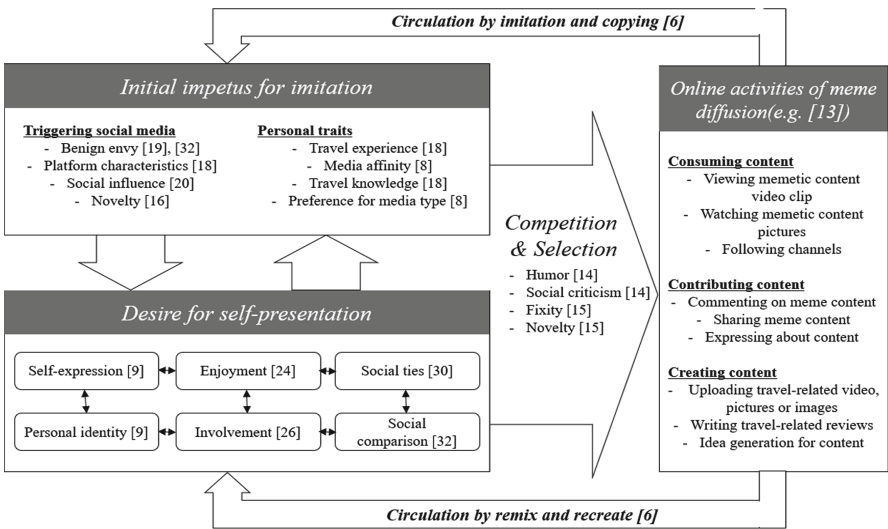 Circulation by imitation and copying [6]
Initial impetus for imitation
Triggering social media
- Benign envy [19], [32]
- Platform characteristics [18]
- Social influence [20]
- Novelty [16]
Personal traits
- Travel experience [18]
- Media affinity [8]
- Travel knowledge [18]
- Preference for media type [8]
Desire for self-presentation
Self-expression [9]
Enjoyment [24]
Social ties [30]
Personal identity [9]
Involvement [26]
Social
comparison [32]
Competition
& Selection
- Humor [14]
- Social criticism [14]
- Fixity [15]
- Novelty [15]
Online activities of meme
diffusion(e.g. [13])
Consuming content
- Viewing memetic content
video clip
- Watching memetic content
pictures
- Following channels
Contributing content
- Commenting on meme content
- Sharing meme content
- Expressing about content
Creating content
- Uploading travel-related video,
pictures or images
- Writing travel-related reviews
- Idea generation for content
Circulation by remix and recreate [6]